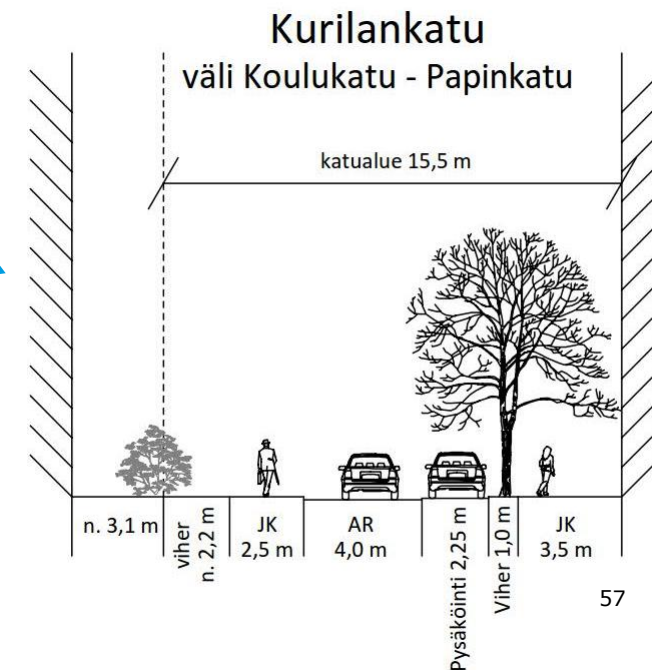 Kurilankatu
väli Koulukatu - Papinkatu
katualue 15,5 m
n. 3,1 m
viher
n. 2,2 m
JK
2,5 m
AR
4,0 m
Pysäköinti 2,25 m
Viher 1,0 m
JK
3,5 m
57